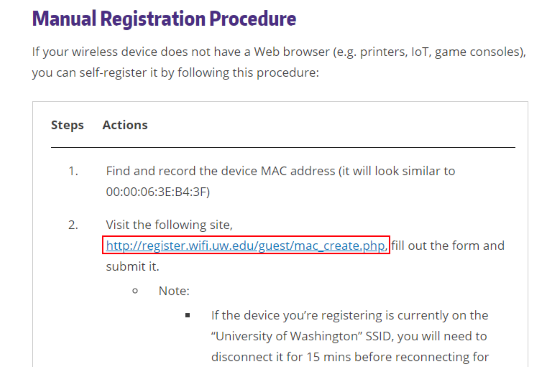 Manual Registration Procedure
If your wireless device does not have a Web browser (e.g. printers, IoT, game consoles),
you can self-register it by following this procedure:
Steps Actions
1. Find and record the device MAC address (it will look similar to
00:00:06:3E:B4:3F)
2. Visit the following site,
http://register.wifi.uw.edu/guest/mac_create.php, fill out the form and
submit it.
○ Note:
▪ If the device you’re registering is currently on the
“University of Washington” SSID, you will need to
disconnect it for 15 mins before reconnecting for